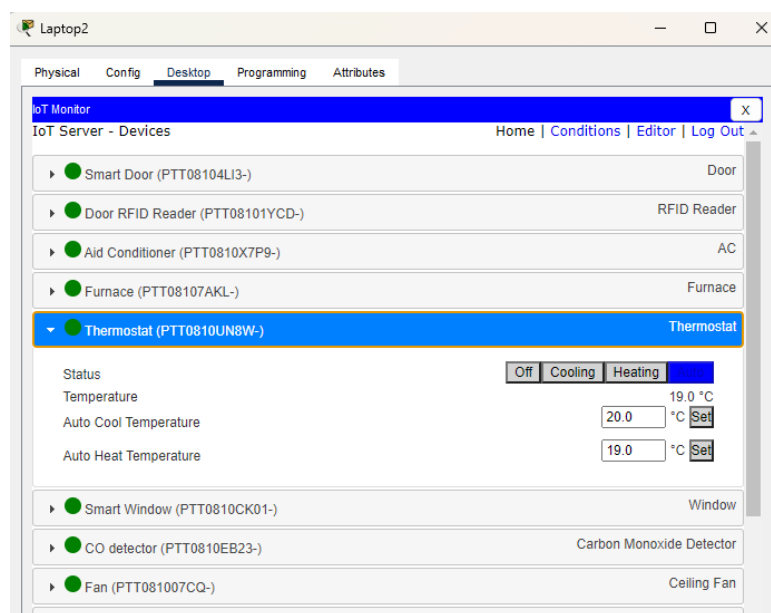 Laptop2
Physical Config Desktop Programming Attributes
IoT Monitor X
IoT Server - Devices Home | Conditions | Editor | Log Out
Smart Door (PTT08104LI3-) Door
Door RFID Reader (PTT08101YCD-) RFID Reader
Aid Conditioner (PTT0810X7P9-) AC
Furnace (PTT08107AKL-) Furnace
Thermostat (PTT0810UN8W-) Thermostat
Status Off Cooling Heating
Temperature 19.0 °C
Auto Cool Temperature 20.0 °C Set
Auto Heat Temperature 19.0 °C Set
Smart Window (PTT0810CK01-) Window
CO detector (PTT0810EB23-) Carbon Monoxide Detector
Fan (PTT081007CQ-) Ceiling Fan